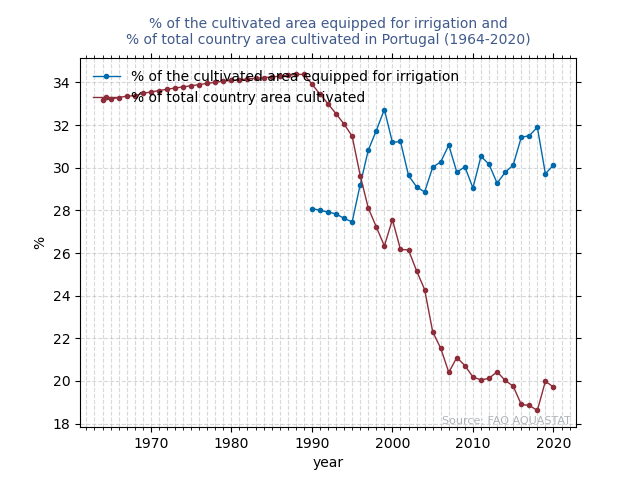 % of the cultivated area equipped for irrigation and
% of total country area cultivated in Portugal (1964-2020)
% of the cultivated area equipped for irrigation
% of total country area cultivated
34
32
30
28
26
24
22
20
18
%
1970 1980 1990 2000 2010 2020
year
Source: FAO AQUASTAT